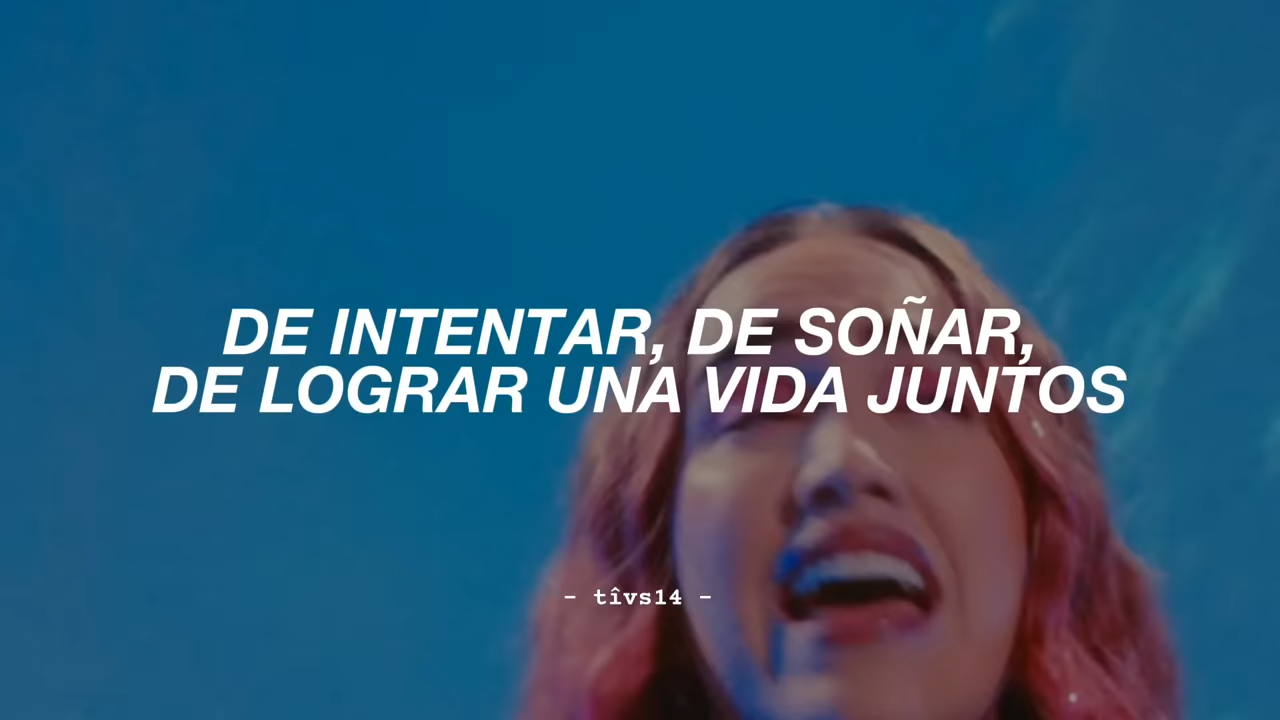 DE INTENTAR, DE SOÑAR,
DE LOGRAR UNA VIDA JUNTOS
- tîvs14 -